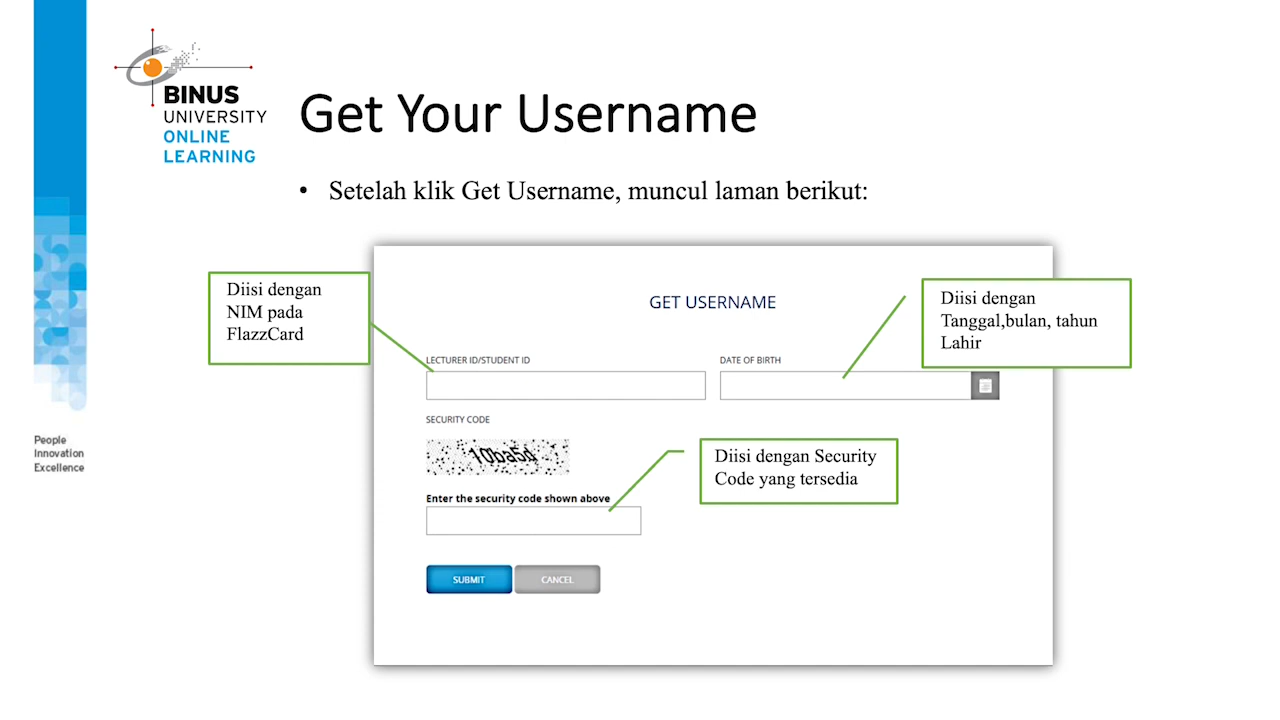 BINUS
UNIVERSITY
ONLINE
LEARNING
Get Your Username
• Setelah klik Get Username, muncul laman berikut:
Diisi dengan
NIM pada
FlazzCard
GET USERNAME
Diisi dengan
Tanggal,bulan, tahun
Lahir
LECTURER ID/STUDENT ID
DATE OF BIRTH
SECURITY CODE
10ba5d
Diisi dengan Security
Code yang tersedia
Enter the security code shown above
SUBMIT
CANCEL
People
Innovation
Excellence